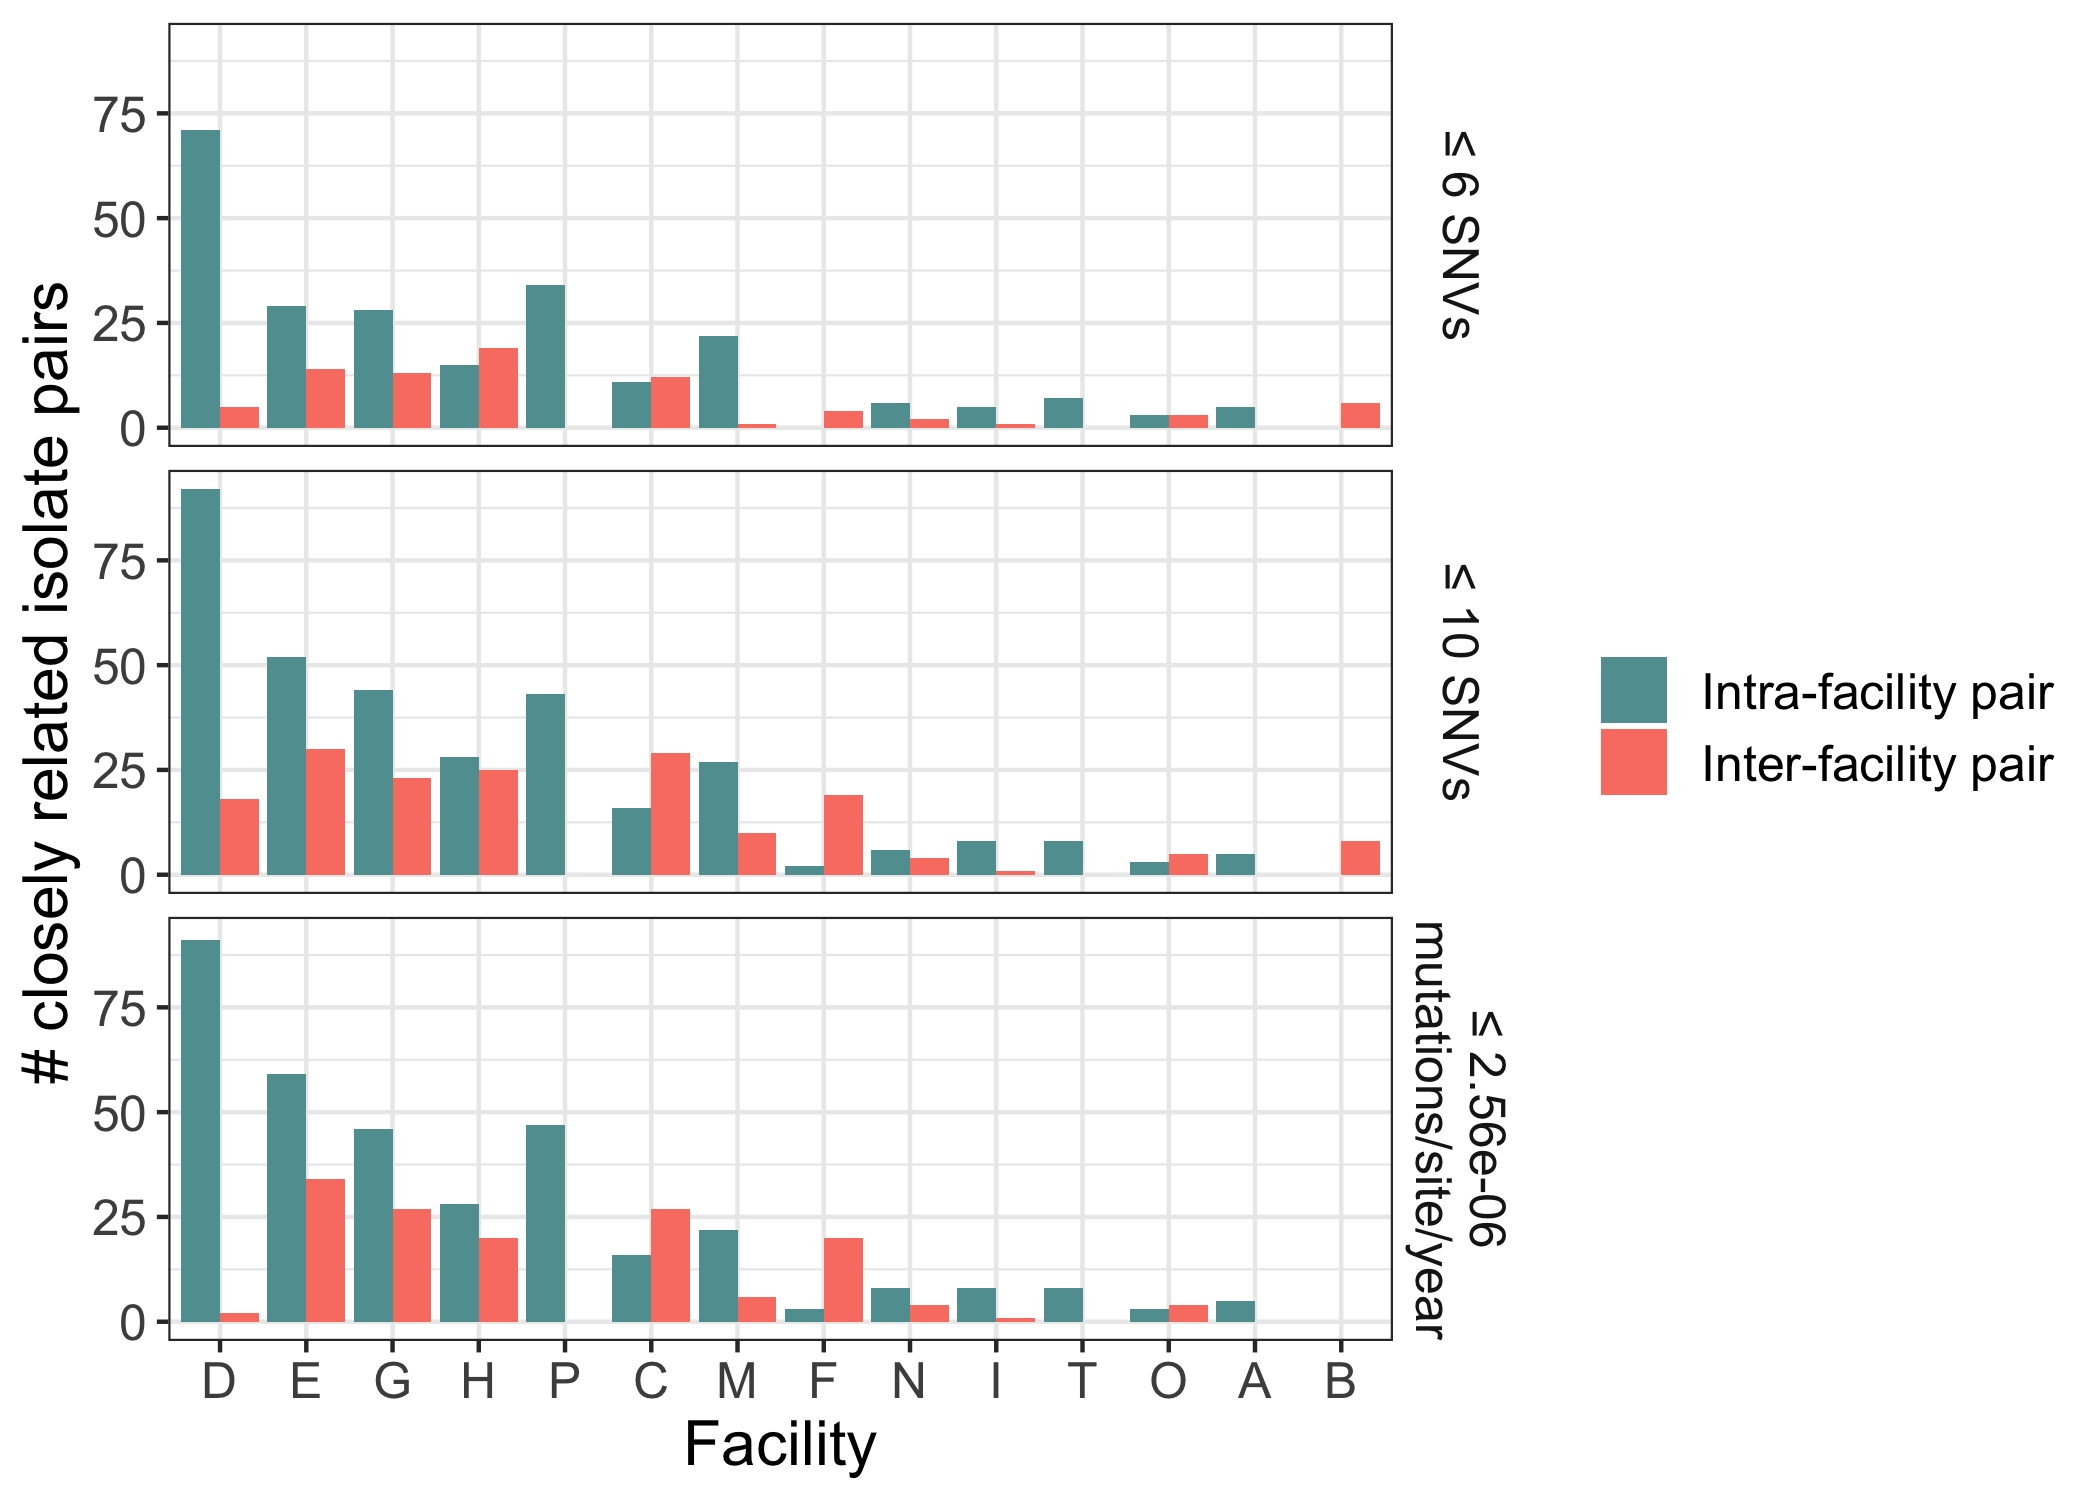 # closely related isolate pairs
75
50
25
0
≤ 6 SNVs
75
50
25
0
≤ 10 SNVs
75
50
25
0
≤ 2.56e-06
mutations/site/year
D E G H P C M F N I T O A B
Facility
Intra-facility pair
Inter-facility pair